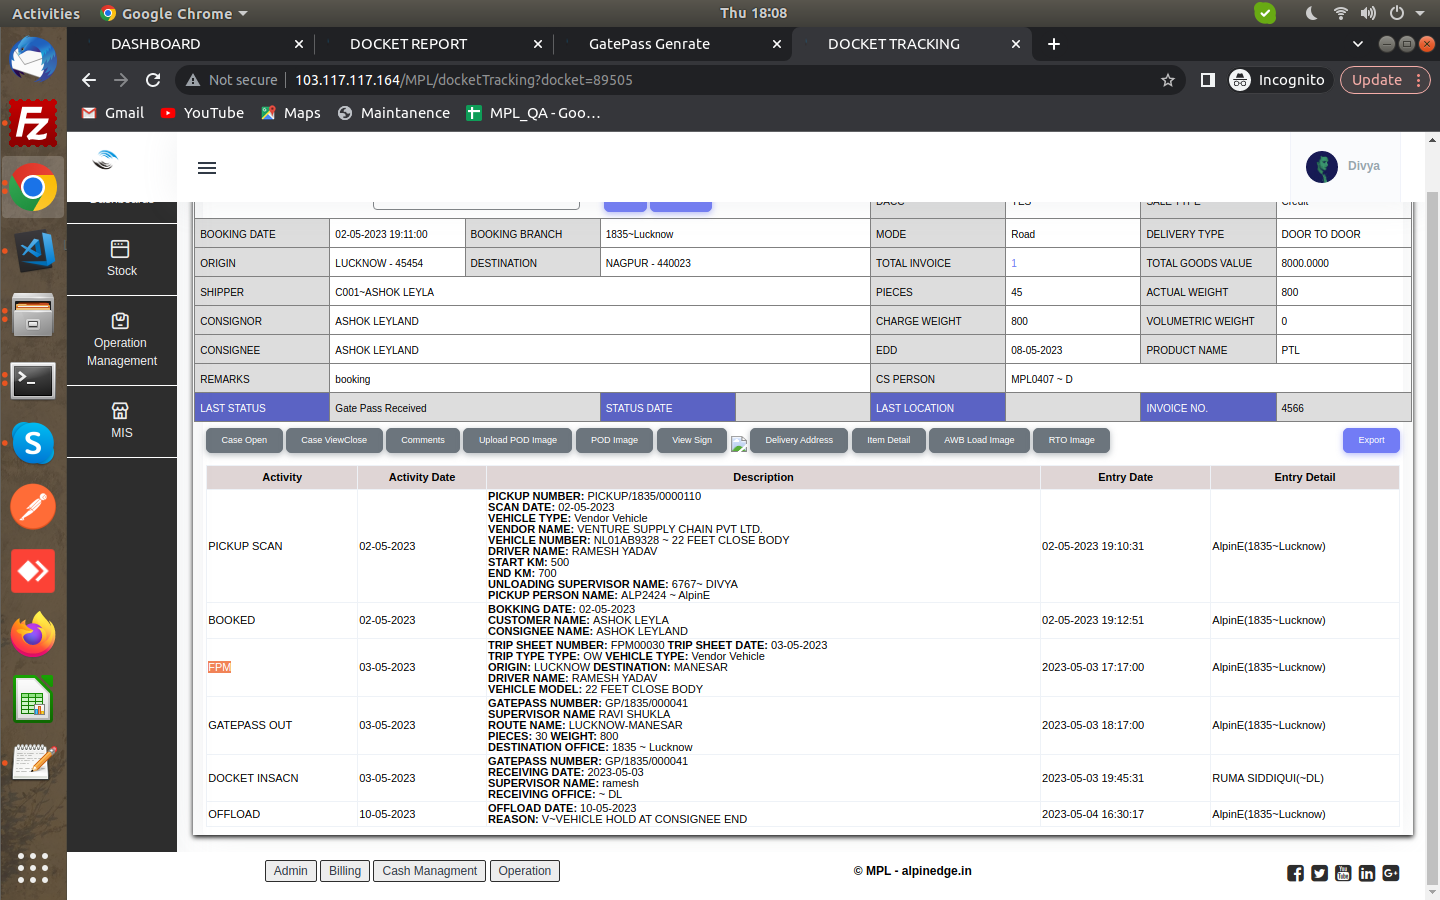 Activities Google Chrome Thu 18:08
DASHBOARD DOCKET REPORT GatePass Genrate DOCKET TRACKING
Not secure 103.117.117.164/MPL/docketTracking?docket=89505 Incognito Update
Gmail YouTube Maps Maintanence MPL_QA - Goo…
Divya
Dashboards
Stock
Operation
Management
MIS
DACC YES SALE TYPE Credit
BOOKING DATE 02-05-2023 19:11:00 BOOKING BRANCH 1835~Lucknow MODE Road DELIVERY TYPE DOOR TO DOOR
ORIGIN LUCKNOW - 45454 DESTINATION NAGPUR - 440023 TOTAL INVOICE 1 TOTAL GOODS VALUE 8000.0000
SHIPPER C001~ASHOK LEYLA PIECES 45 ACTUAL WEIGHT 800
CONSIGNOR ASHOK LEYLAND CHARGE WEIGHT 800 VOLUMETRIC WEIGHT 0
CONSIGNEE ASHOK LEYLAND EDD 08-05-2023 PRODUCT NAME PTL
REMARKS booking CS PERSON MPL0407 ~ D
LAST STATUS Gate Pass Received STATUS DATE LAST LOCATION INVOICE NO. 4566
Case Open Case ViewClose Comments Upload POD Image POD Image View Sign Delivery Address Item Detail AWB Load Image RTO Image Export
Activity Activity Date Description Entry Date Entry Detail
PICKUP SCAN 02-05-2023
PICKUP NUMBER: PICKUP/1835/0000110
SCAN DATE: 02-05-2023
VEHICLE TYPE: Vendor Vehicle
VENDOR NAME: VENTURE SUPPLY CHAIN PVT LTD.
VEHICLE NUMBER: NL01AB9328 ~ 22 FEET CLOSE BODY
DRIVER NAME: RAMESH YADAV
START KM: 500
END KM: 700
UNLOADING SUPERVISOR NAME: 6767~ DIVYA
PICKUP PERSON NAME: ALP2424 ~ AlpinE
02-05-2023 19:10:31 AlpinE(1835~Lucknow)
BOOKED 02-05-2023
BOKKING DATE: 02-05-2023
CUSTOMER NAME: ASHOK LEYLA
CONSIGNEE NAME: ASHOK LEYLAND
02-05-2023 19:12:51 AlpinE(1835~Lucknow)
FPM 03-05-2023
TRIP SHEET NUMBER: FPM00030 TRIP SHEET DATE: 03-05-2023
TRIP TYPE TYPE: OW VEHICLE TYPE: Vendor Vehicle
ORIGIN: LUCKNOW DESTINATION: MANESAR
DRIVER NAME: RAMESH YADAV
VEHICLE MODEL: 22 FEET CLOSE BODY
2023-05-03 17:17:00 AlpinE(1835~Lucknow)
GATEPASS OUT 03-05-2023
GATEPASS NUMBER: GP/1835/000041
SUPERVISOR NAME RAVI SHUKLA
ROUTE NAME: LUCKNOW-MANESAR
PIECES: 30 WEIGHT: 800
DESTINATION OFFICE: 1835 ~ Lucknow
2023-05-03 18:17:00 AlpinE(1835~Lucknow)
DOCKET INSACN 03-05-2023
GATEPASS NUMBER: GP/1835/000041
RECEIVING DATE: 2023-05-03
SUPERVISOR NAME: ramesh
RECEIVING OFFICE: ~ DL
2023-05-03 19:45:31 RUMA SIDDIQUI(~DL)
OFFLOAD 10-05-2023
OFFLOAD DATE: 10-05-2023
REASON: V~VEHICLE HOLD AT CONSIGNEE END
2023-05-04 16:30:17 AlpinE(1835~Lucknow)
Admin Billing Cash Managment Operation © MPL - alpinedge.in